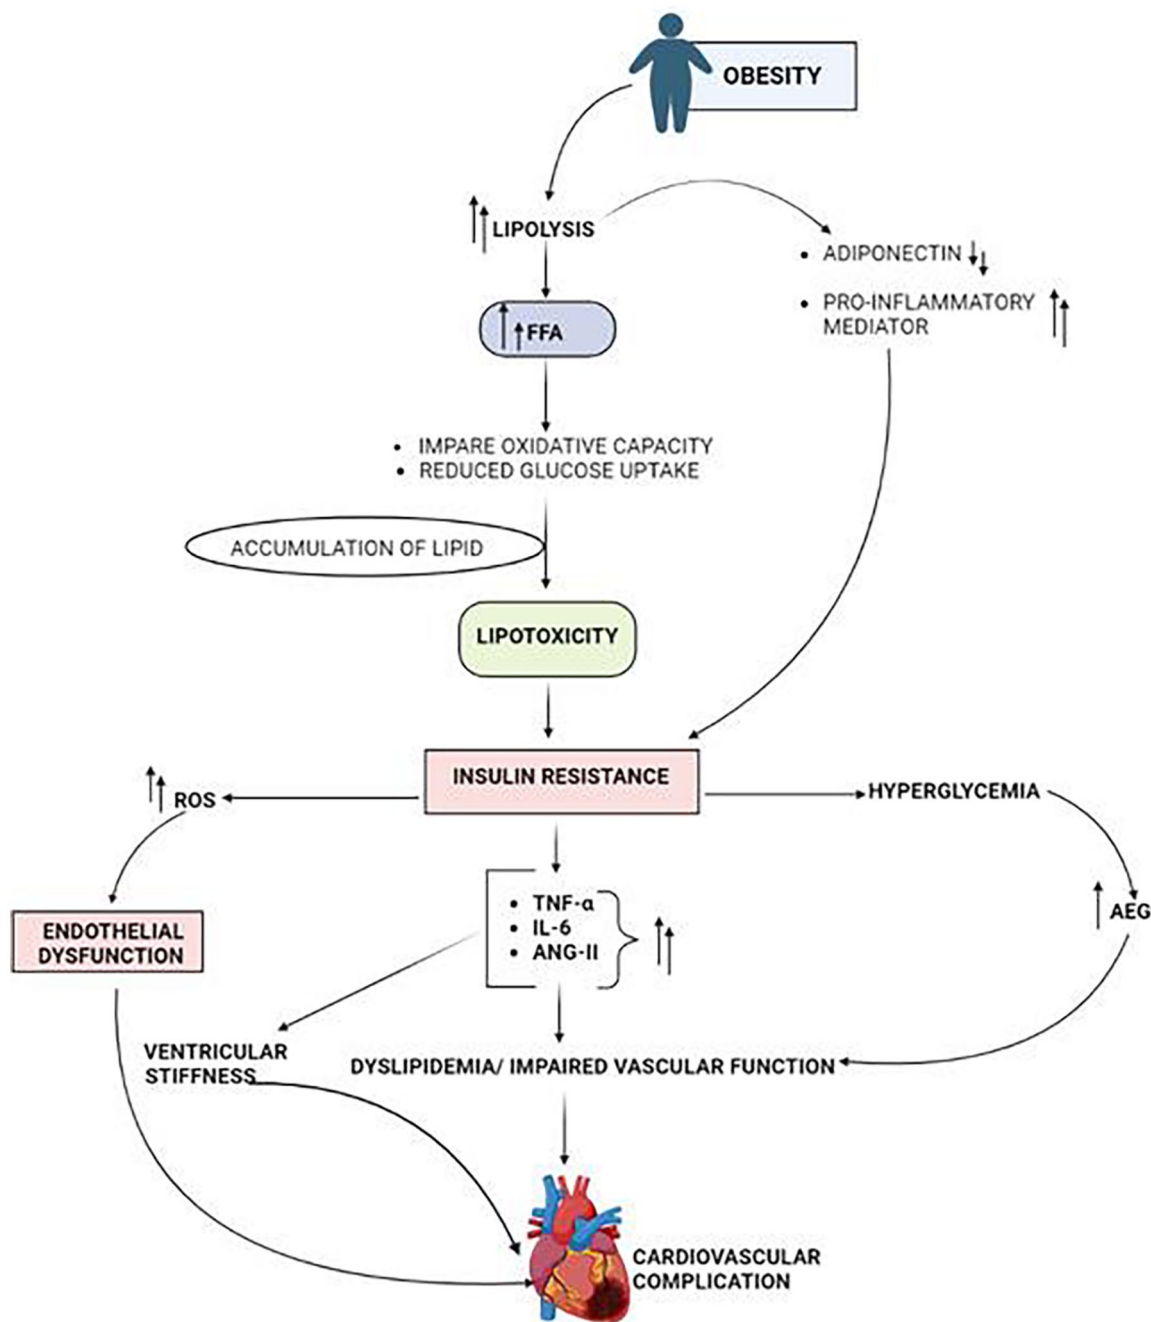 OBESITY
LIPOLYSIS
• ADIPONECTIN
• PRO-INFLAMMATORY
MEDIATOR
FFA
• IMPARE OXIDATIVE CAPACITY
• REDUCED GLUCOSE UPTAKE
ACCUMULATION OF LIPID
LIPOTOXICITY
INSULIN RESISTANCE
ROS
HYPERGLYCEMIA
• TNF-α
• IL-6
• ANG-II
AEG
ENDOTHELIAL
DYSFUNCTION
VENTRICULAR
STIFFNESS
DYSLIPIDEMIA/ IMPAIRED VASCULAR FUNCTION
CARDIOVASCULAR
COMPLICATION